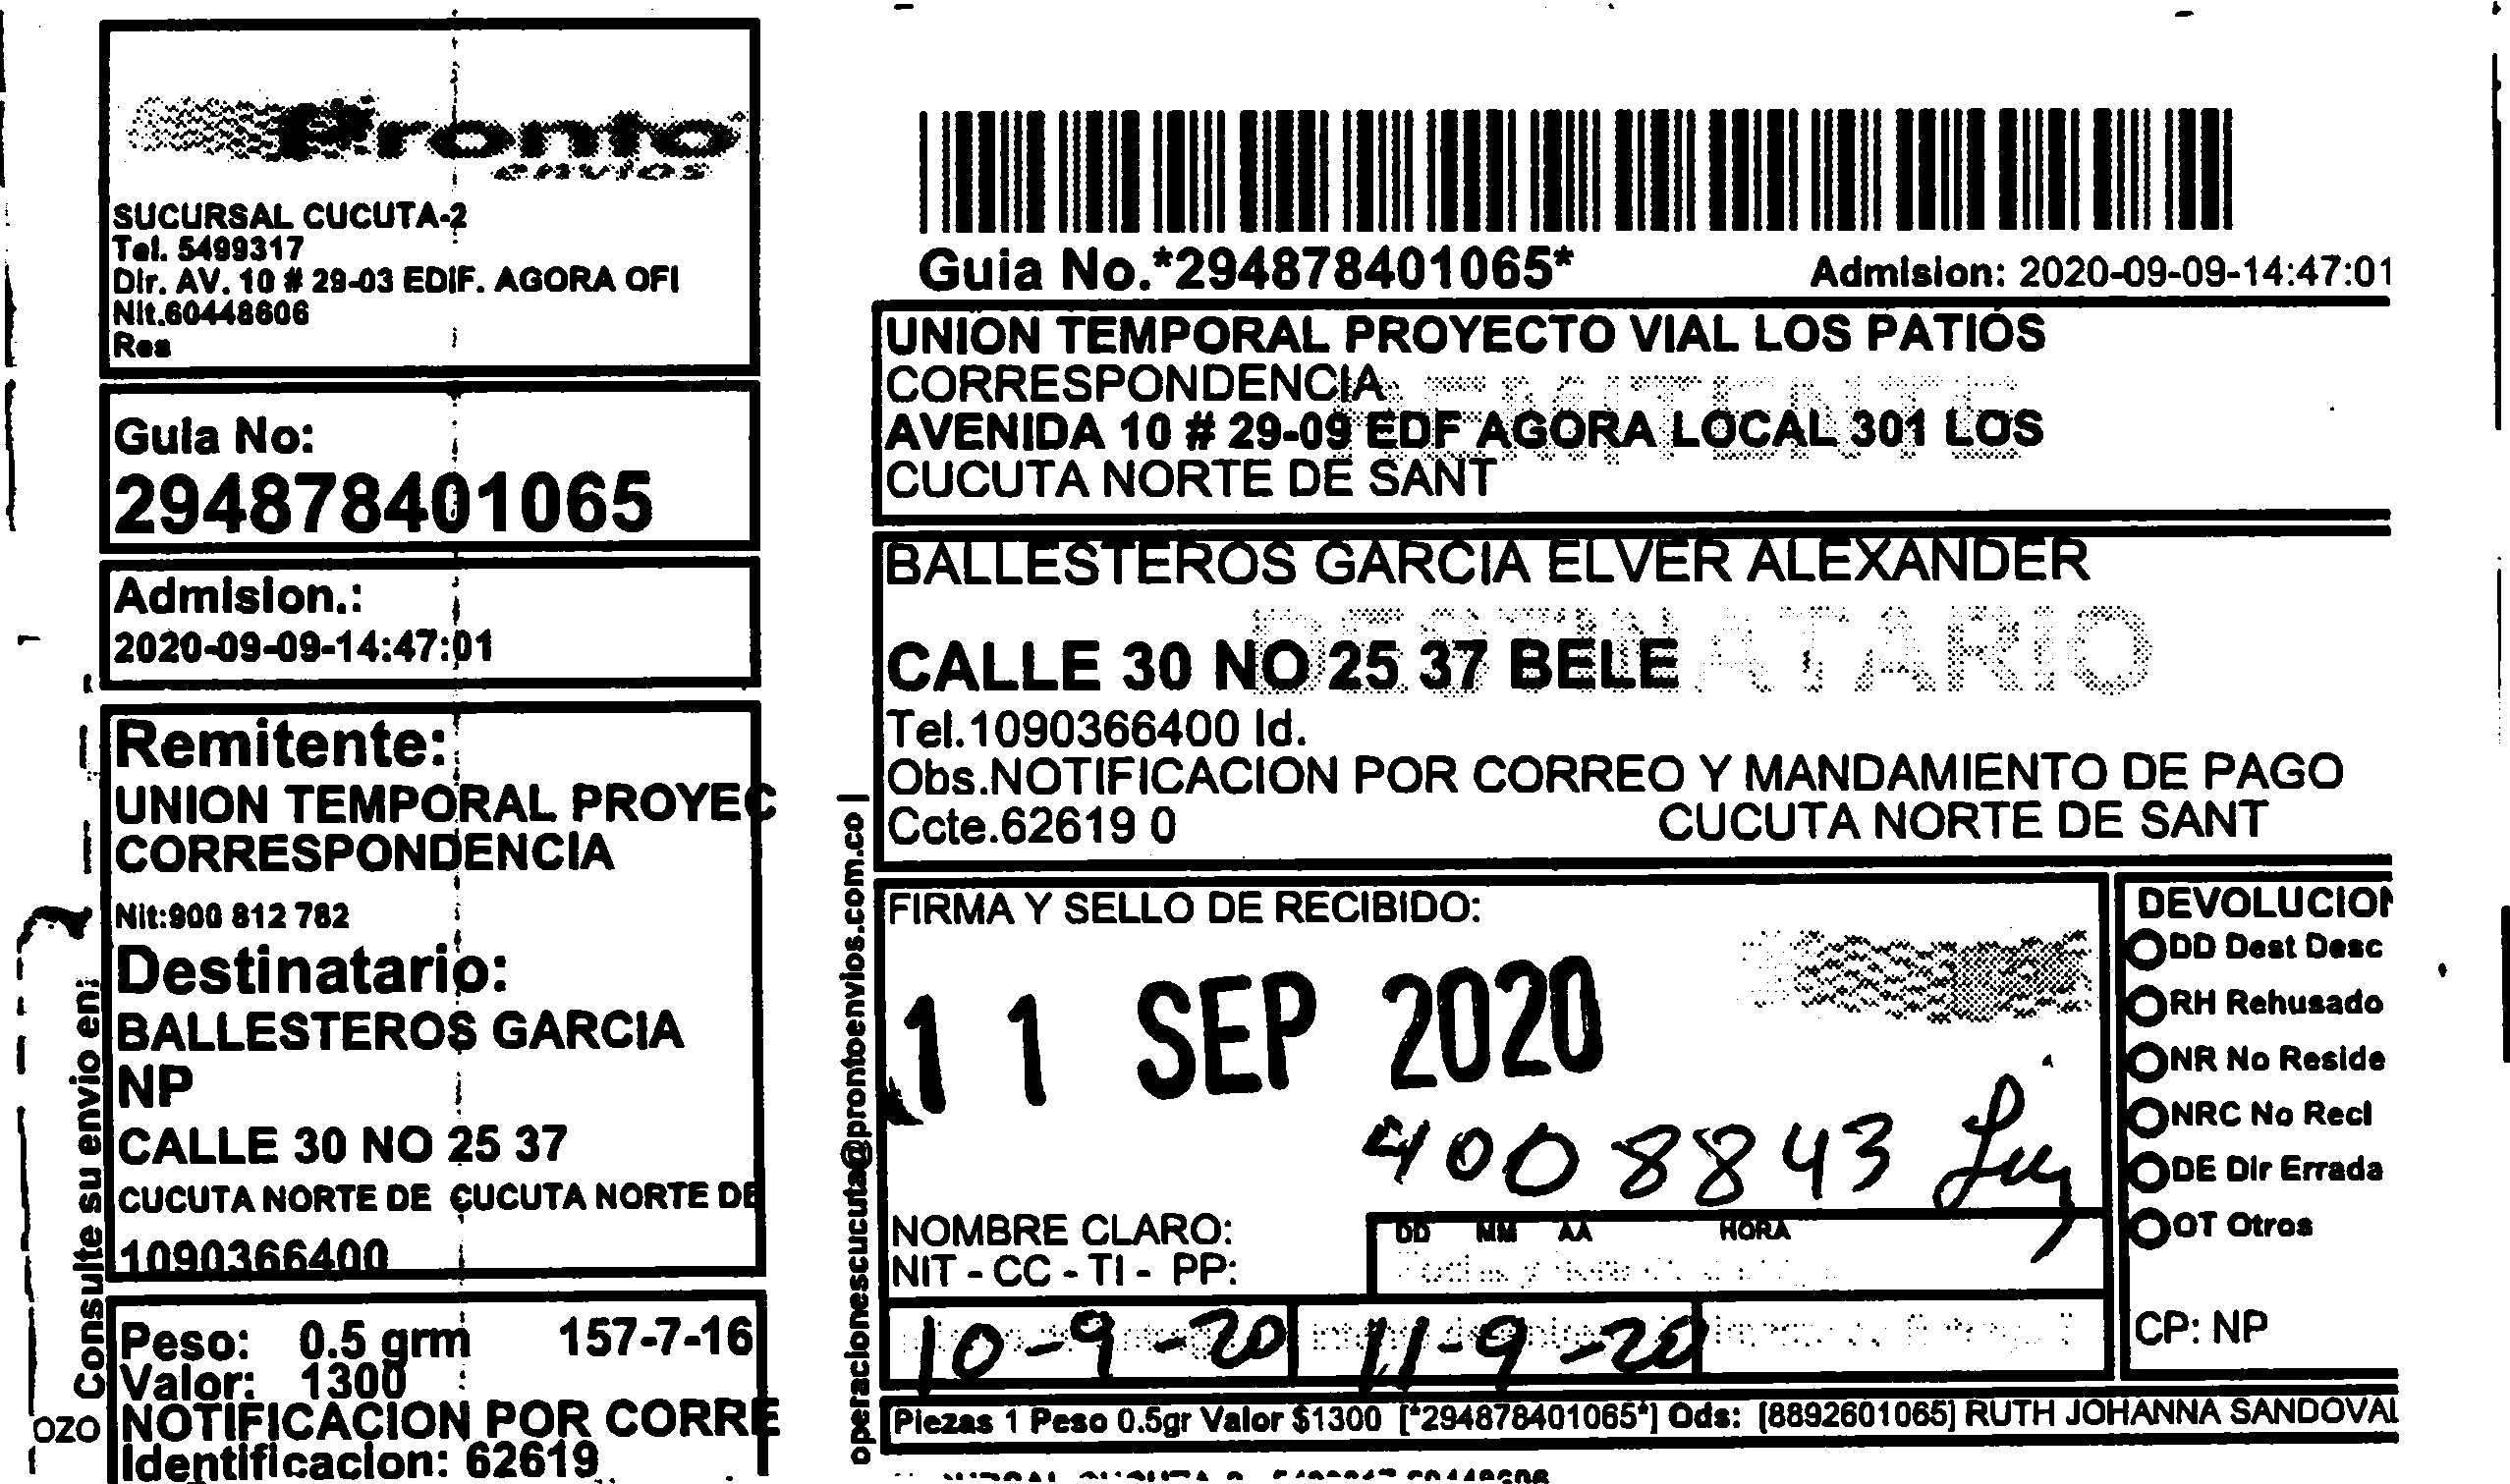 Pronto
envios
SUCURSAL CUCUTA-2
Tel. 5499317
Dir. AV. 10 # 29-03 EDIF. AGORA OFI
Nit.60448606
Res
Guia No:
294878401065
Admision.:
2020-09-09-14:47:01
Remitente:
UNION TEMPORAL PROYEC
CORRESPONDENCIA
Nit:900 812 782
Destinatario:
BALLESTEROS GARCIA
NP
CALLE 30 NO 25 37
CUCUTA NORTE DE CUCUTA NORTE DE
1090366400
Peso: 0.5 grm 157-7-16
Valor: 1300
NOTIFICACION POR CORRE
Identificacion: 62619
Consulte su envio en:
OZO
operacionescucuta@prontoenvios.com.co |
Guia No.*294878401065* Admision: 2020-09-09-14:47:01
UNION TEMPORAL PROYECTO VIAL LOS PATIOS
CORRESPONDENCIA
REMITENTE
AVENIDA 10 # 29-09 EDF AGORA LOCAL 301 LOS
CUCUTA NORTE DE SANT
BALLESTEROS GARCIA ELVER ALEXANDER
DESTINATARIO
CALLE 30 NO 25 37 BELE
Tel.1090366400 Id.
Obs.NOTIFICACION POR CORREO Y MANDAMIENTO DE PAGO
Ccte.62619 0 CUCUTA NORTE DE SANT
FIRMA Y SELLO DE RECIBIDO:
11 SEP 2020
4008843 Luz
NOMBRE CLARO:
NIT - CC - TI - PP:
DD MM AA HORA
10-9-20 11-9-20
DEVOLUCION
DD Dest Desc
RH Rehusado
NR No Reside
NRC No Recl
DE Dir Errada
OT Otros
CP: NP
Piezas 1 Peso 0.5gr Valor $1300 [*294878401065*] Ods: [8892601065] RUTH JOHANNA SANDOVAL